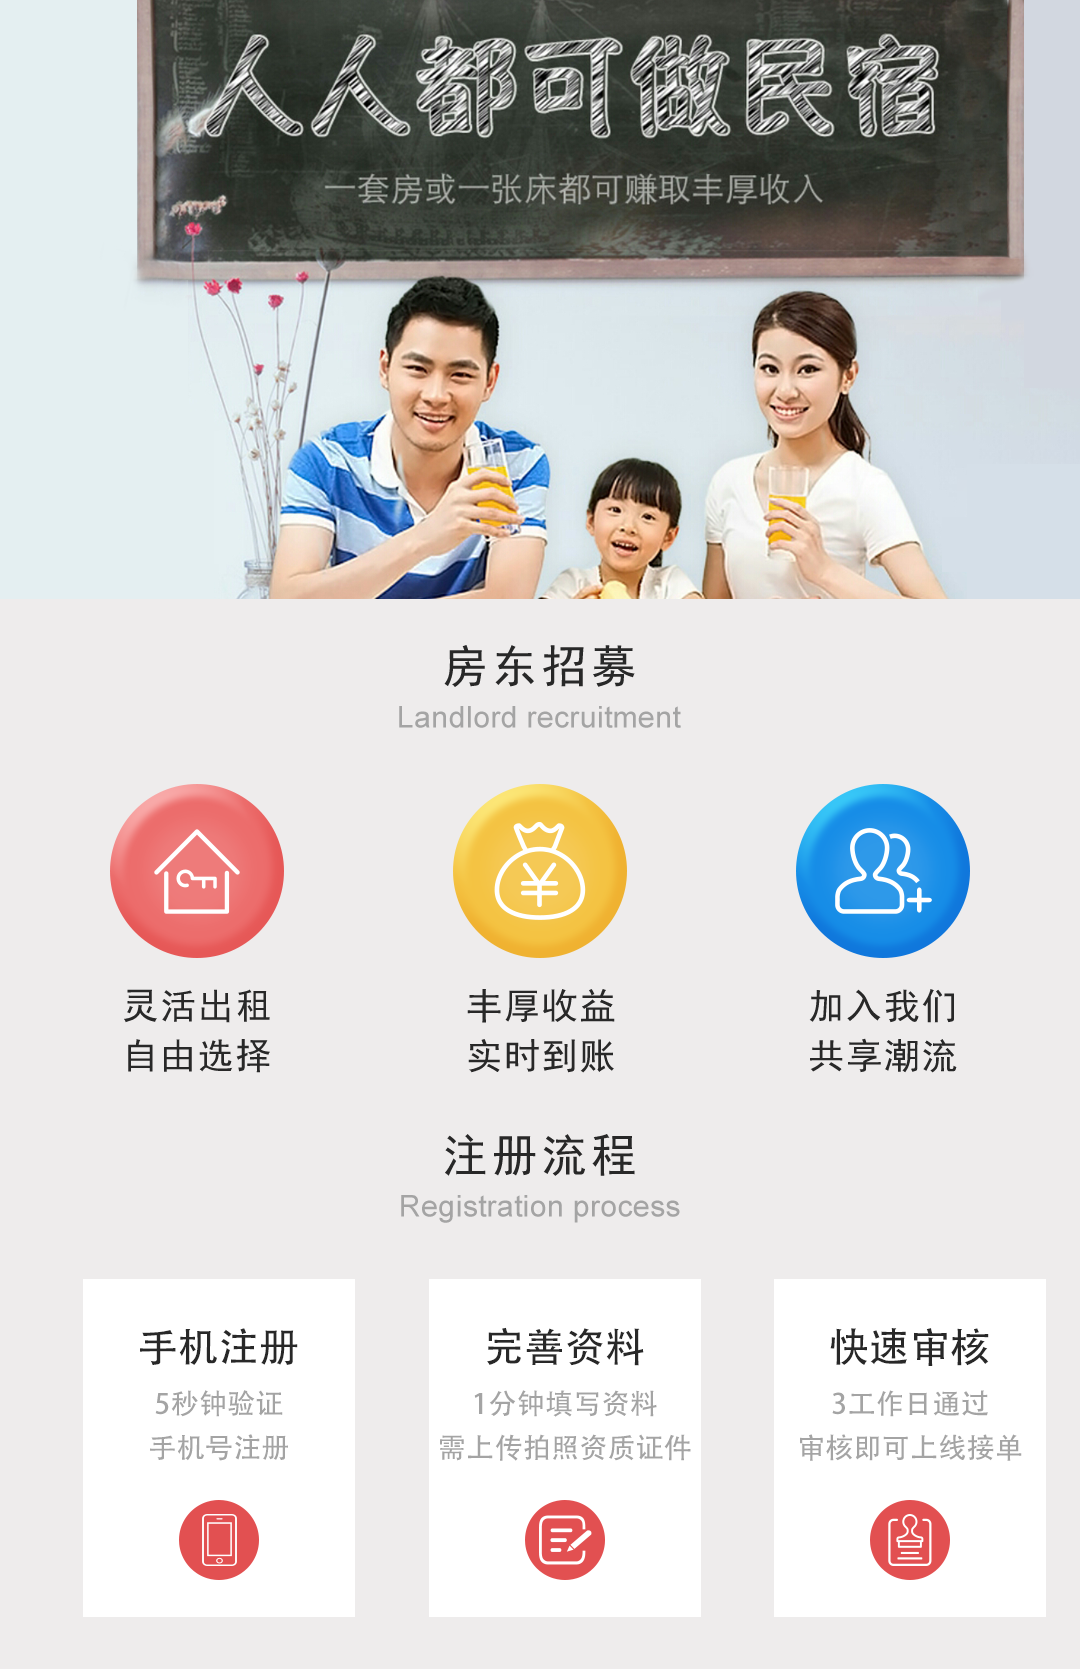 人人都可做民宿
一套房或一张床都可赚取丰厚收入
房东招募
Landlord recruitment
灵活出租
自由选择
丰厚收益
实时到账
加入我们
共享潮流
注册流程
Registration process
手机注册
5秒钟验证
手机号注册
完善资料
1分钟填写资料
需上传拍照资质证件
快速审核
3工作日通过
审核即可上线接单